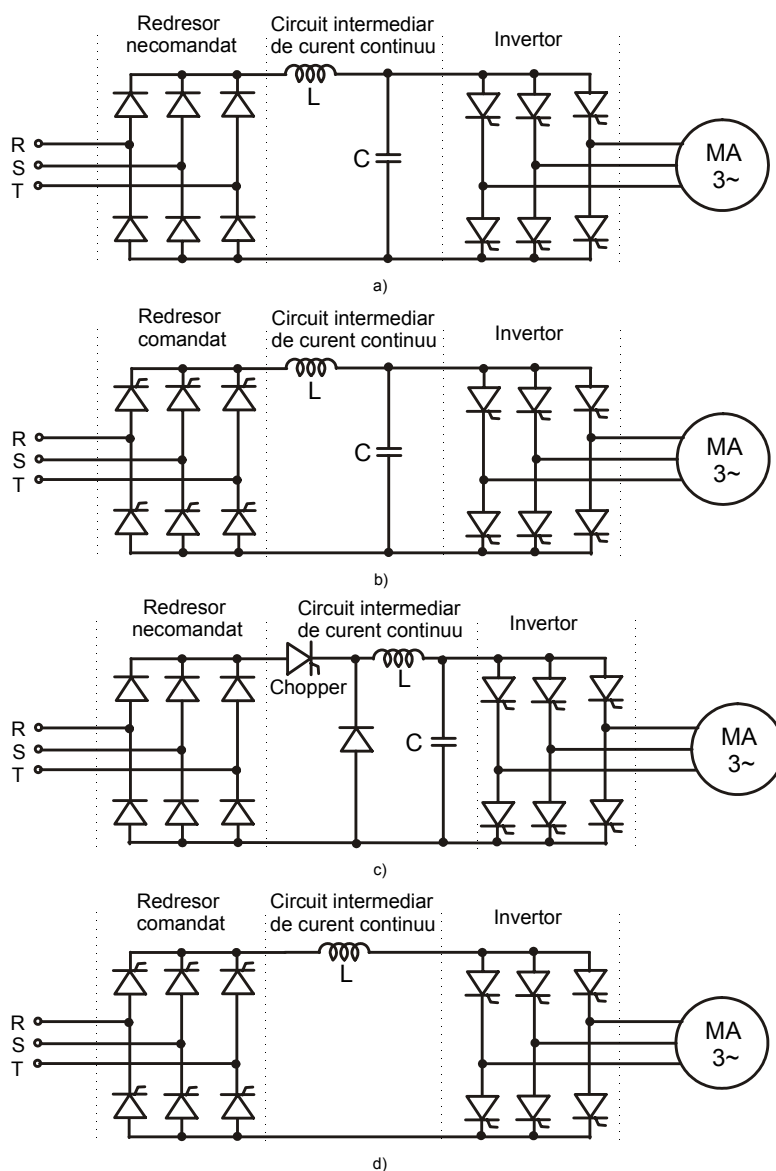 Redresor
necomandat
Circuit intermediar
de curent continuu
Invertor
L
R
S
T
C
MA
3~
a)
Redresor
comandat
Circuit intermediar
de curent continuu
Invertor
L
R
S
T
C
MA
3~
b)
Redresor
necomandat
Circuit intermediar
de curent continuu
Invertor
Chopper
L
R
S
T
C
MA
3~
c)
Redresor
comandat
Circuit intermediar
de curent continuu
Invertor
L
R
S
T
MA
3~
d)